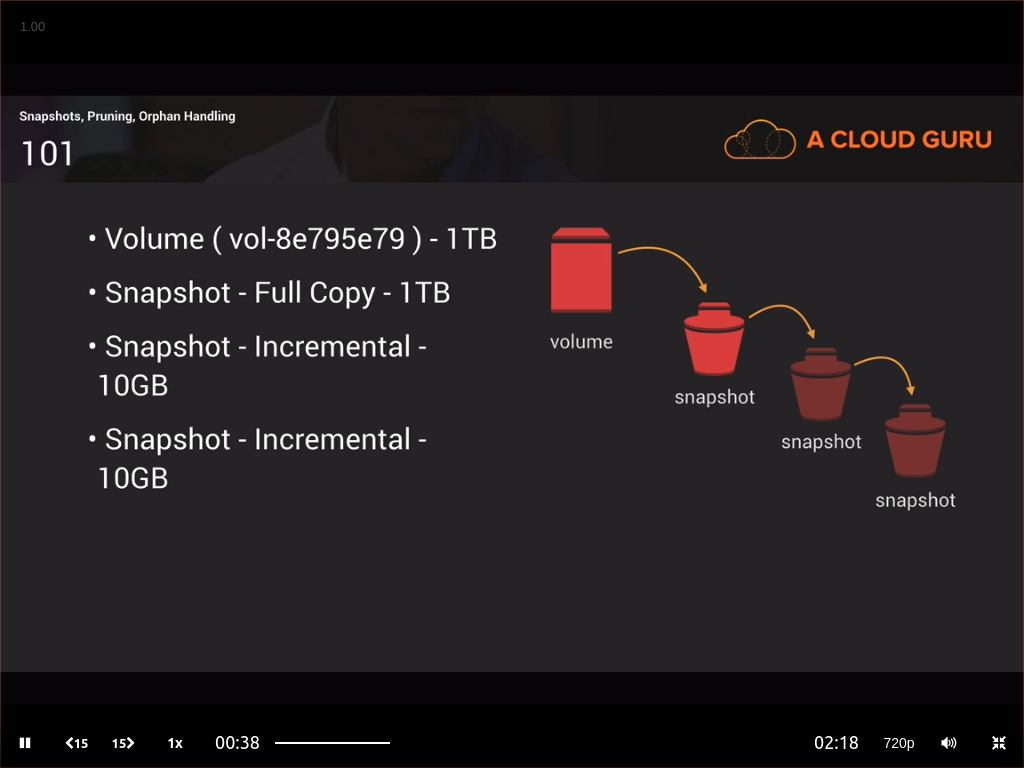 1.00
Snapshots, Pruning, Orphan Handling
101
A CLOUD GURU
• Volume ( vol-8e795e79 ) - 1TB
• Snapshot - Full Copy - 1TB
• Snapshot - Incremental -
10GB
• Snapshot - Incremental -
10GB
volume
snapshot
snapshot
snapshot
15 15 1x 00:38 02:18 720p